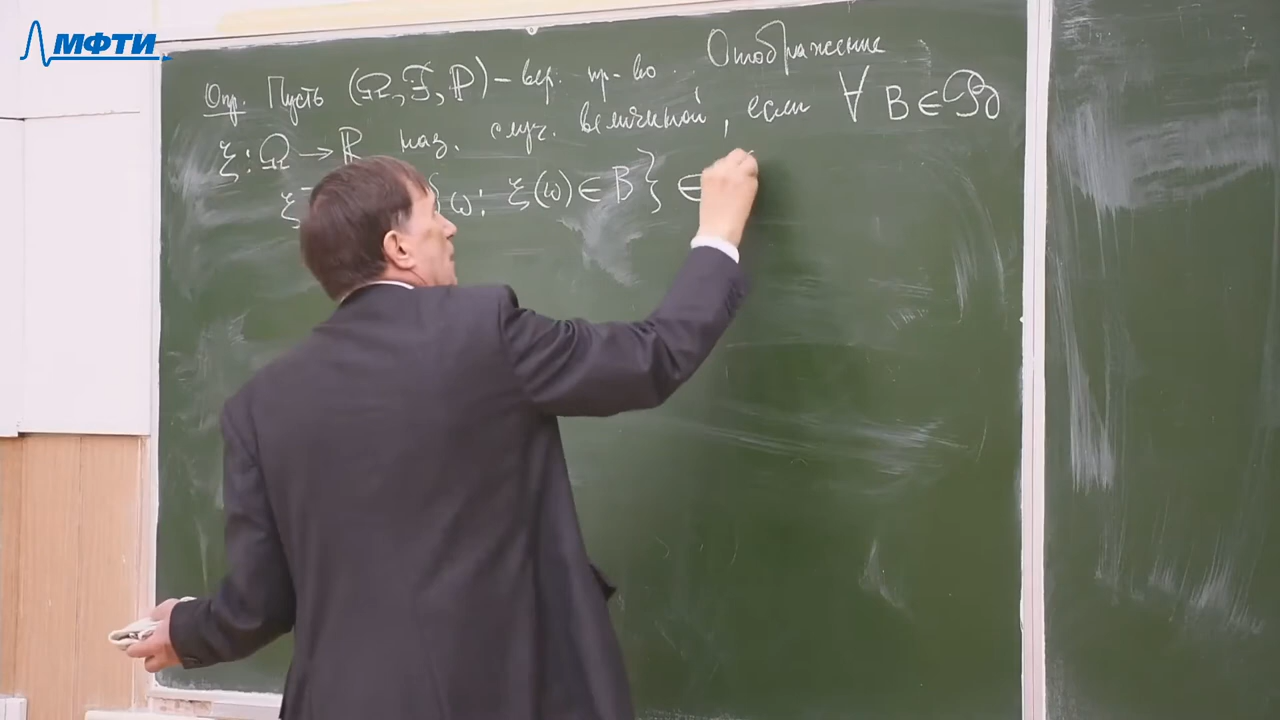 МФТИ
Опр. Пусть (Ω, ℱ, ℙ) – вер. пр-во. Отображение
ξ: Ω → ℝ наз. случ. величиной, если ∀ B ∈ ℬ
ξ ω: ξ(ω) ∈ B} ∈